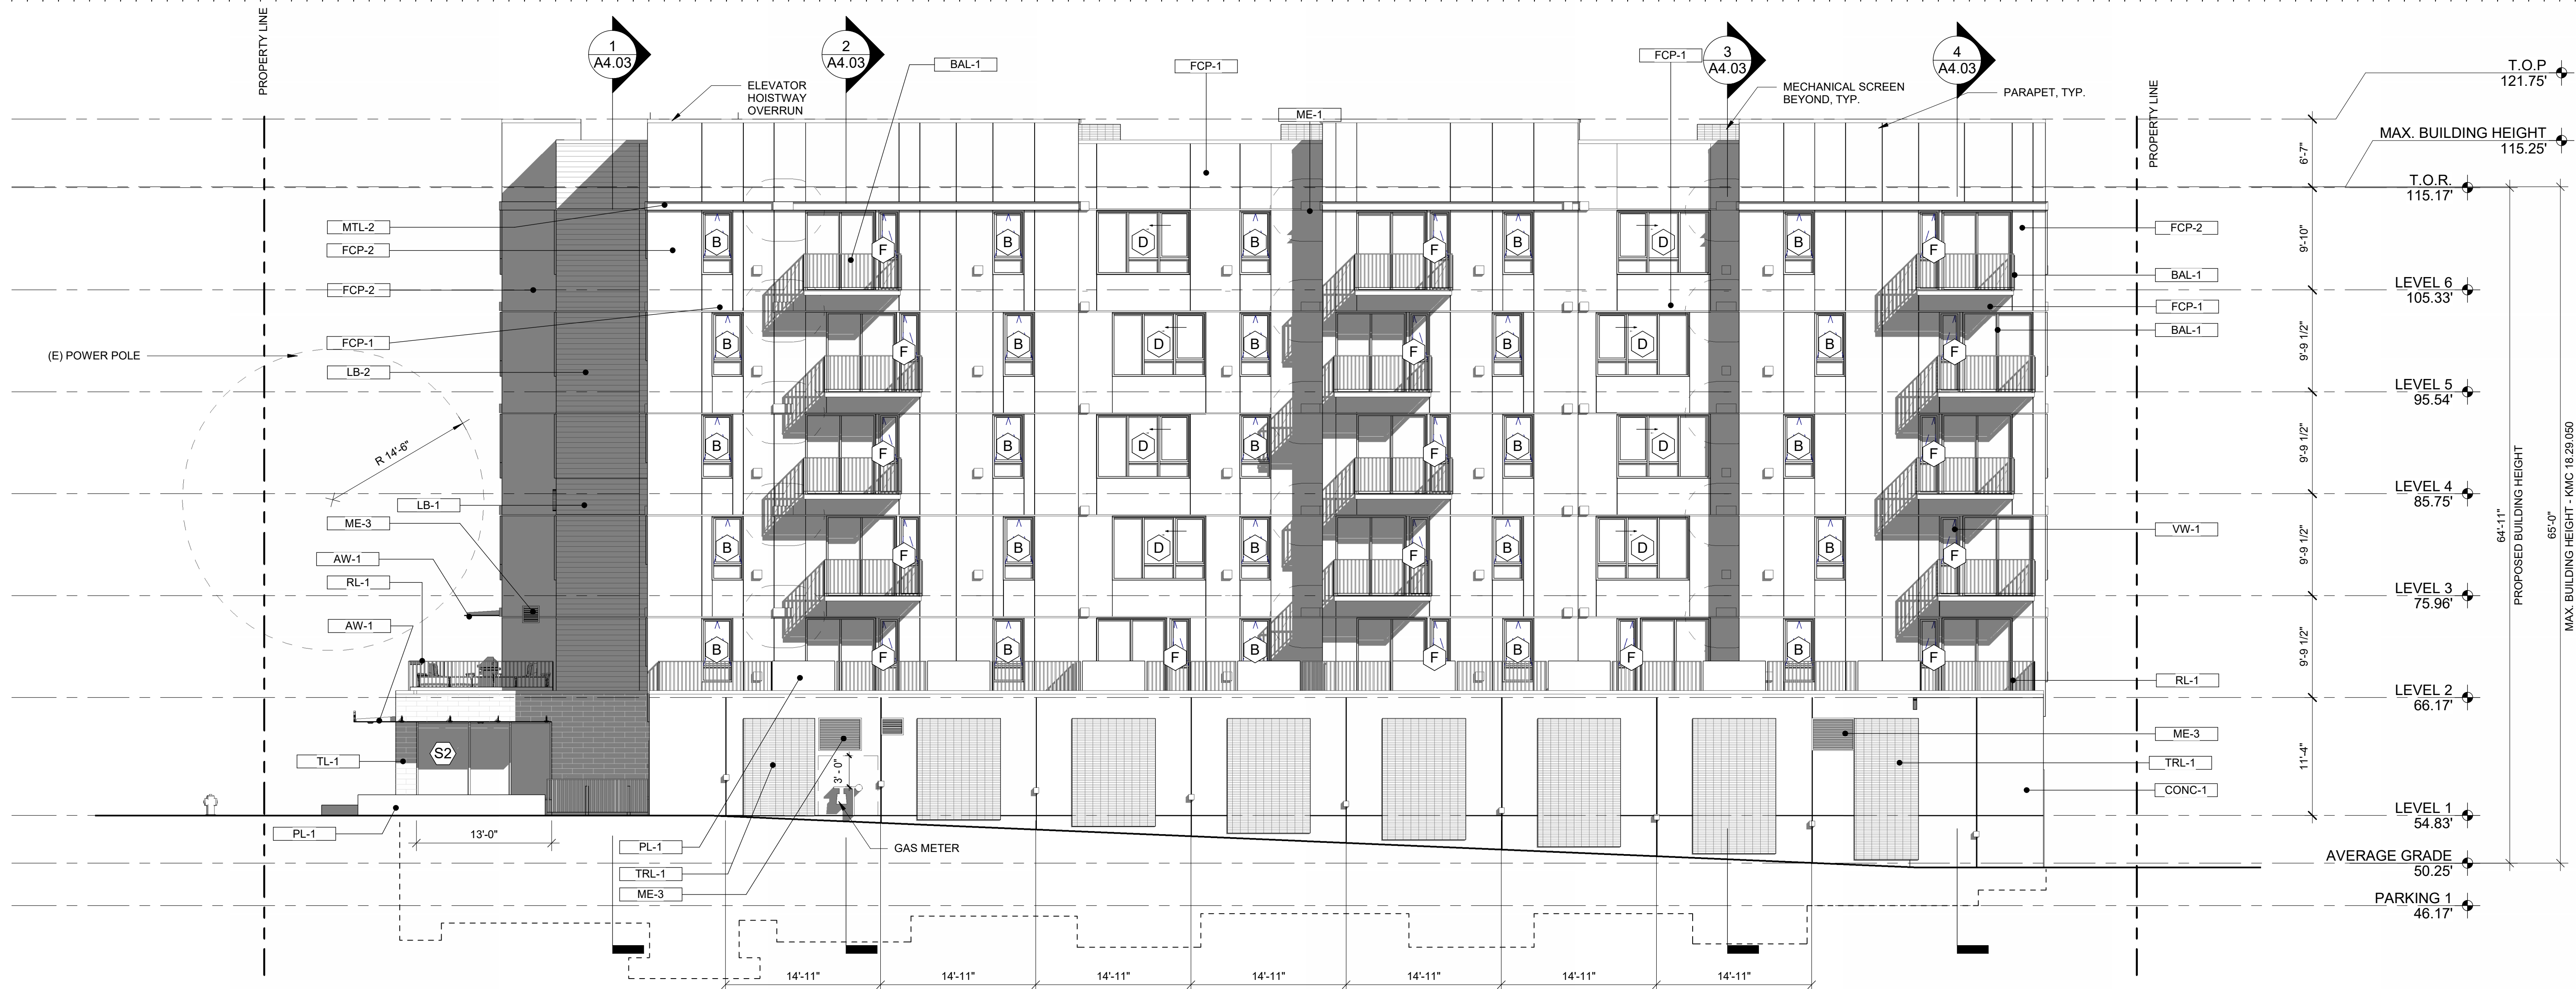 PROPERTY LINE
1
A4.03
2
A4.03
BAL-1
FCP-1
FCP-1
3
A4.03
4
A4.03
PROPERTY LINE
T.O.P
121.75'
ELEVATOR
HOISTWAY
OVERRUN
ME-1
MECHANICAL SCREEN
BEYOND, TYP.
PARAPET, TYP.
MAX. BUILDING HEIGHT
115.25'
6'-7"
T.O.R.
115.17'
MTL-2
FCP-2
FCP-2
FCP-1
(E) POWER POLE
LB-2
R 14'-6"
LB-1
ME-3
AW-1
RL-1
AW-1
TL-1
PL-1
13'-0"
S2
B
F
B
D
B
F
B
D
B
F
B
F
B
D
B
F
B
D
B
F
B
F
B
D
B
F
B
D
B
F
B
F
B
D
B
F
B
D
B
F
B
F
B
F
B
F
B
F
B
F
FCP-2
BAL-1
FCP-1
BAL-1
VW-1
RL-1
ME-3
TRL-1
CONC-1
9'-10"
LEVEL 6
105.33'
9'-9 1/2"
LEVEL 5
95.54'
9'-9 1/2"
LEVEL 4
85.75'
9'-9 1/2"
LEVEL 3
75.96'
9'-9 1/2"
LEVEL 2
66.17'
11'-4"
LEVEL 1
54.83'
AVERAGE GRADE
50.25'
PARKING 1
46.17'
64'-11"
PROPOSED BUILDING HEIGHT
65'-0"
MAX. BUILDING HEIGHT - KMC 18.29.050
3' - 0"
PL-1
TRL-1
ME-3
GAS METER
14'-11"
14'-11"
14'-11"
14'-11"
14'-11"
14'-11"
14'-11"